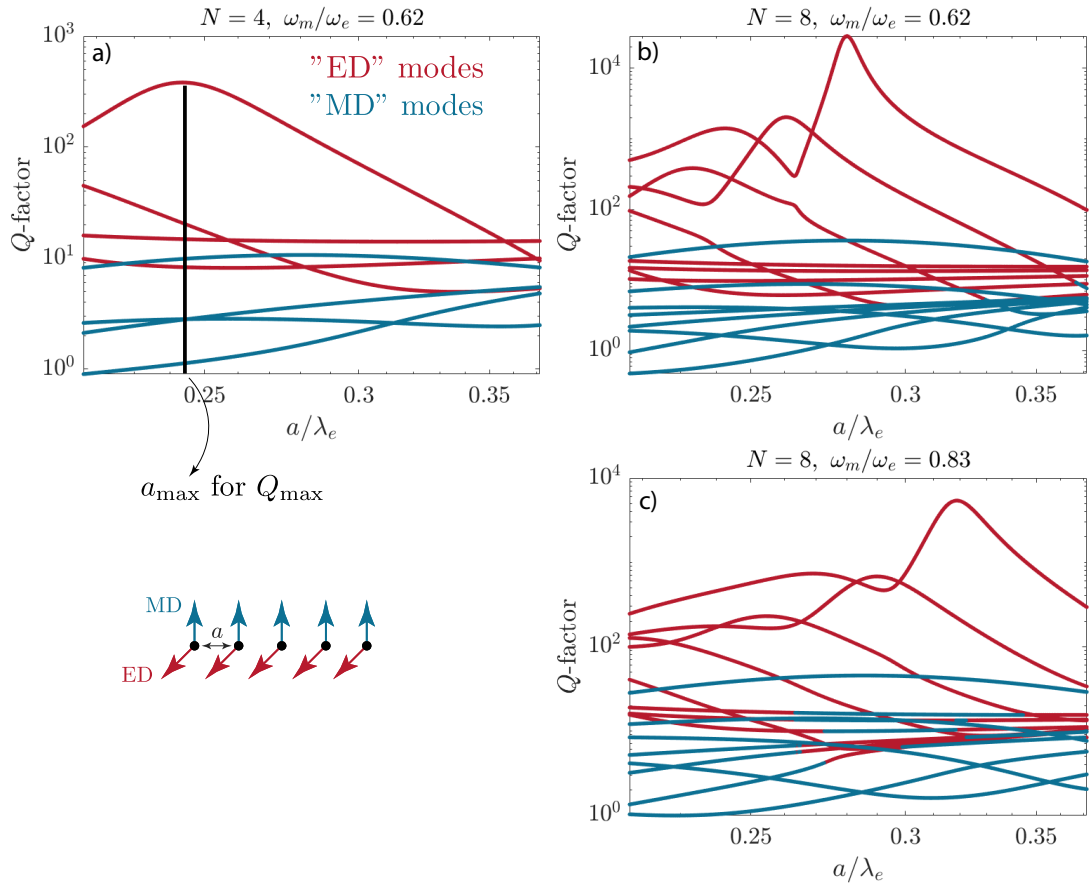 N = 4, ω_m/ω_e = 0.62
a)
"ED" modes
"MD" modes
10^3
10^2
10^1
10^0
Q-factor
0.25
0.3
0.35
a/λ_e
a_max for Q_max
N = 8, ω_m/ω_e = 0.62
b)
10^4
10^2
10^0
Q-factor
0.25
0.3
0.35
a/λ_e
MD
a
ED
N = 8, ω_m/ω_e = 0.83
c)
10^4
10^2
10^0
Q-factor
0.25
0.3
0.35
a/λ_e